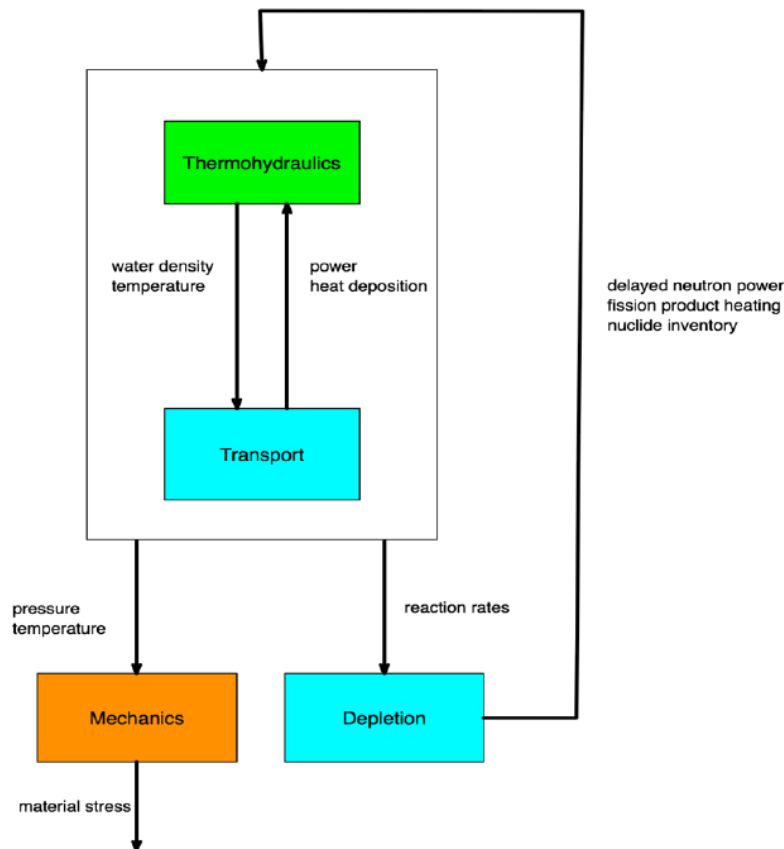 Thermohydraulics
water density
temperature
power
heat deposition
delayed neutron power
fission product heating
nuclide inventory
Transport
pressure
temperature
reaction rates
Mechanics
Depletion
material stress